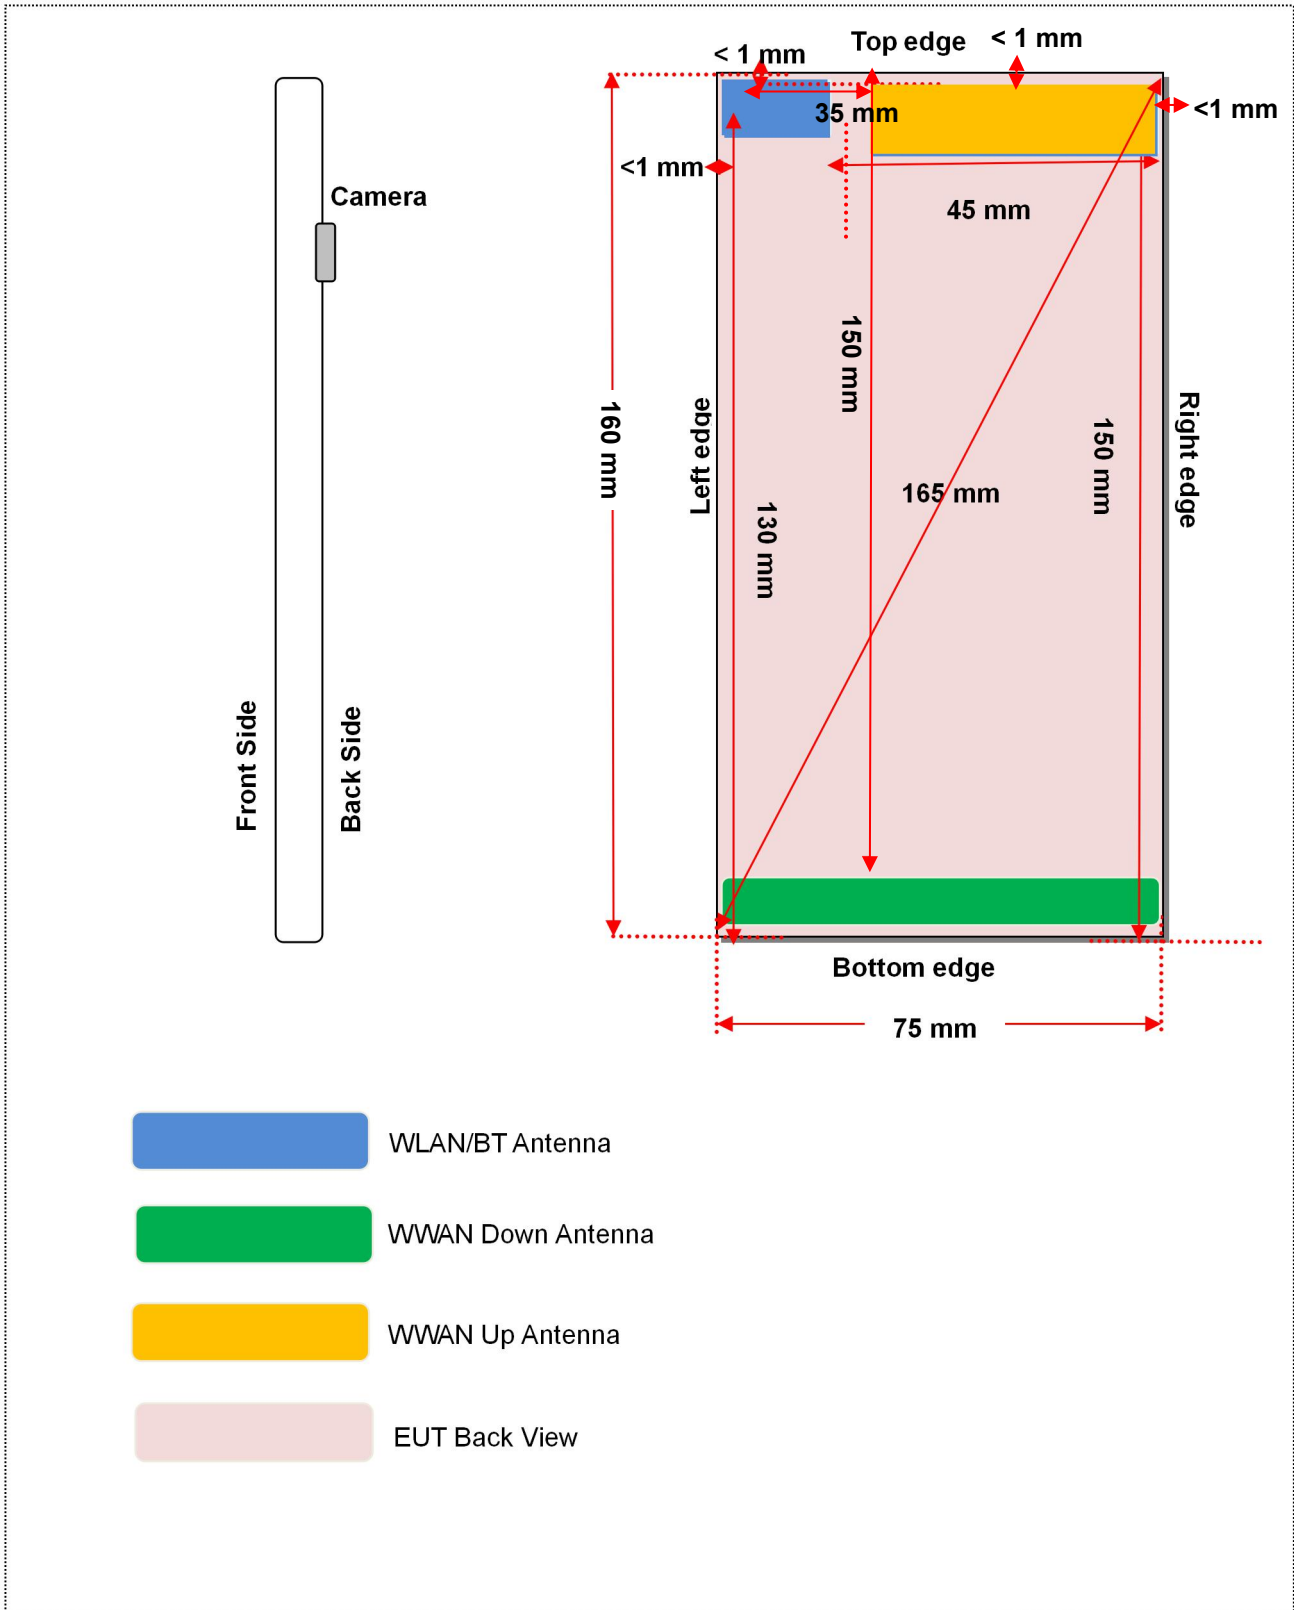 < 1 mm
Top edge
< 1 mm
35 mm
<1 mm
<1 mm
Camera
45 mm
150 mm
160 mm
Left edge
Right edge
150 mm
165 mm
130 mm
Front Side
Back Side
Bottom edge
75 mm
WLAN/BT Antenna
WWAN Down Antenna
WWAN Up Antenna
EUT Back View